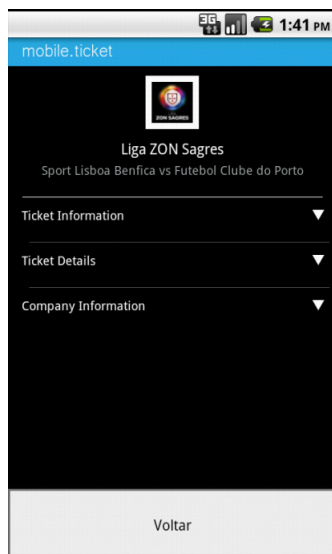 3G 1:41 PM
mobile.ticket
ZON SAGRES
Liga ZON Sagres
Sport Lisboa Benfica vs Futebol Clube do Porto
Ticket Information
Ticket Details
Company Information
Voltar